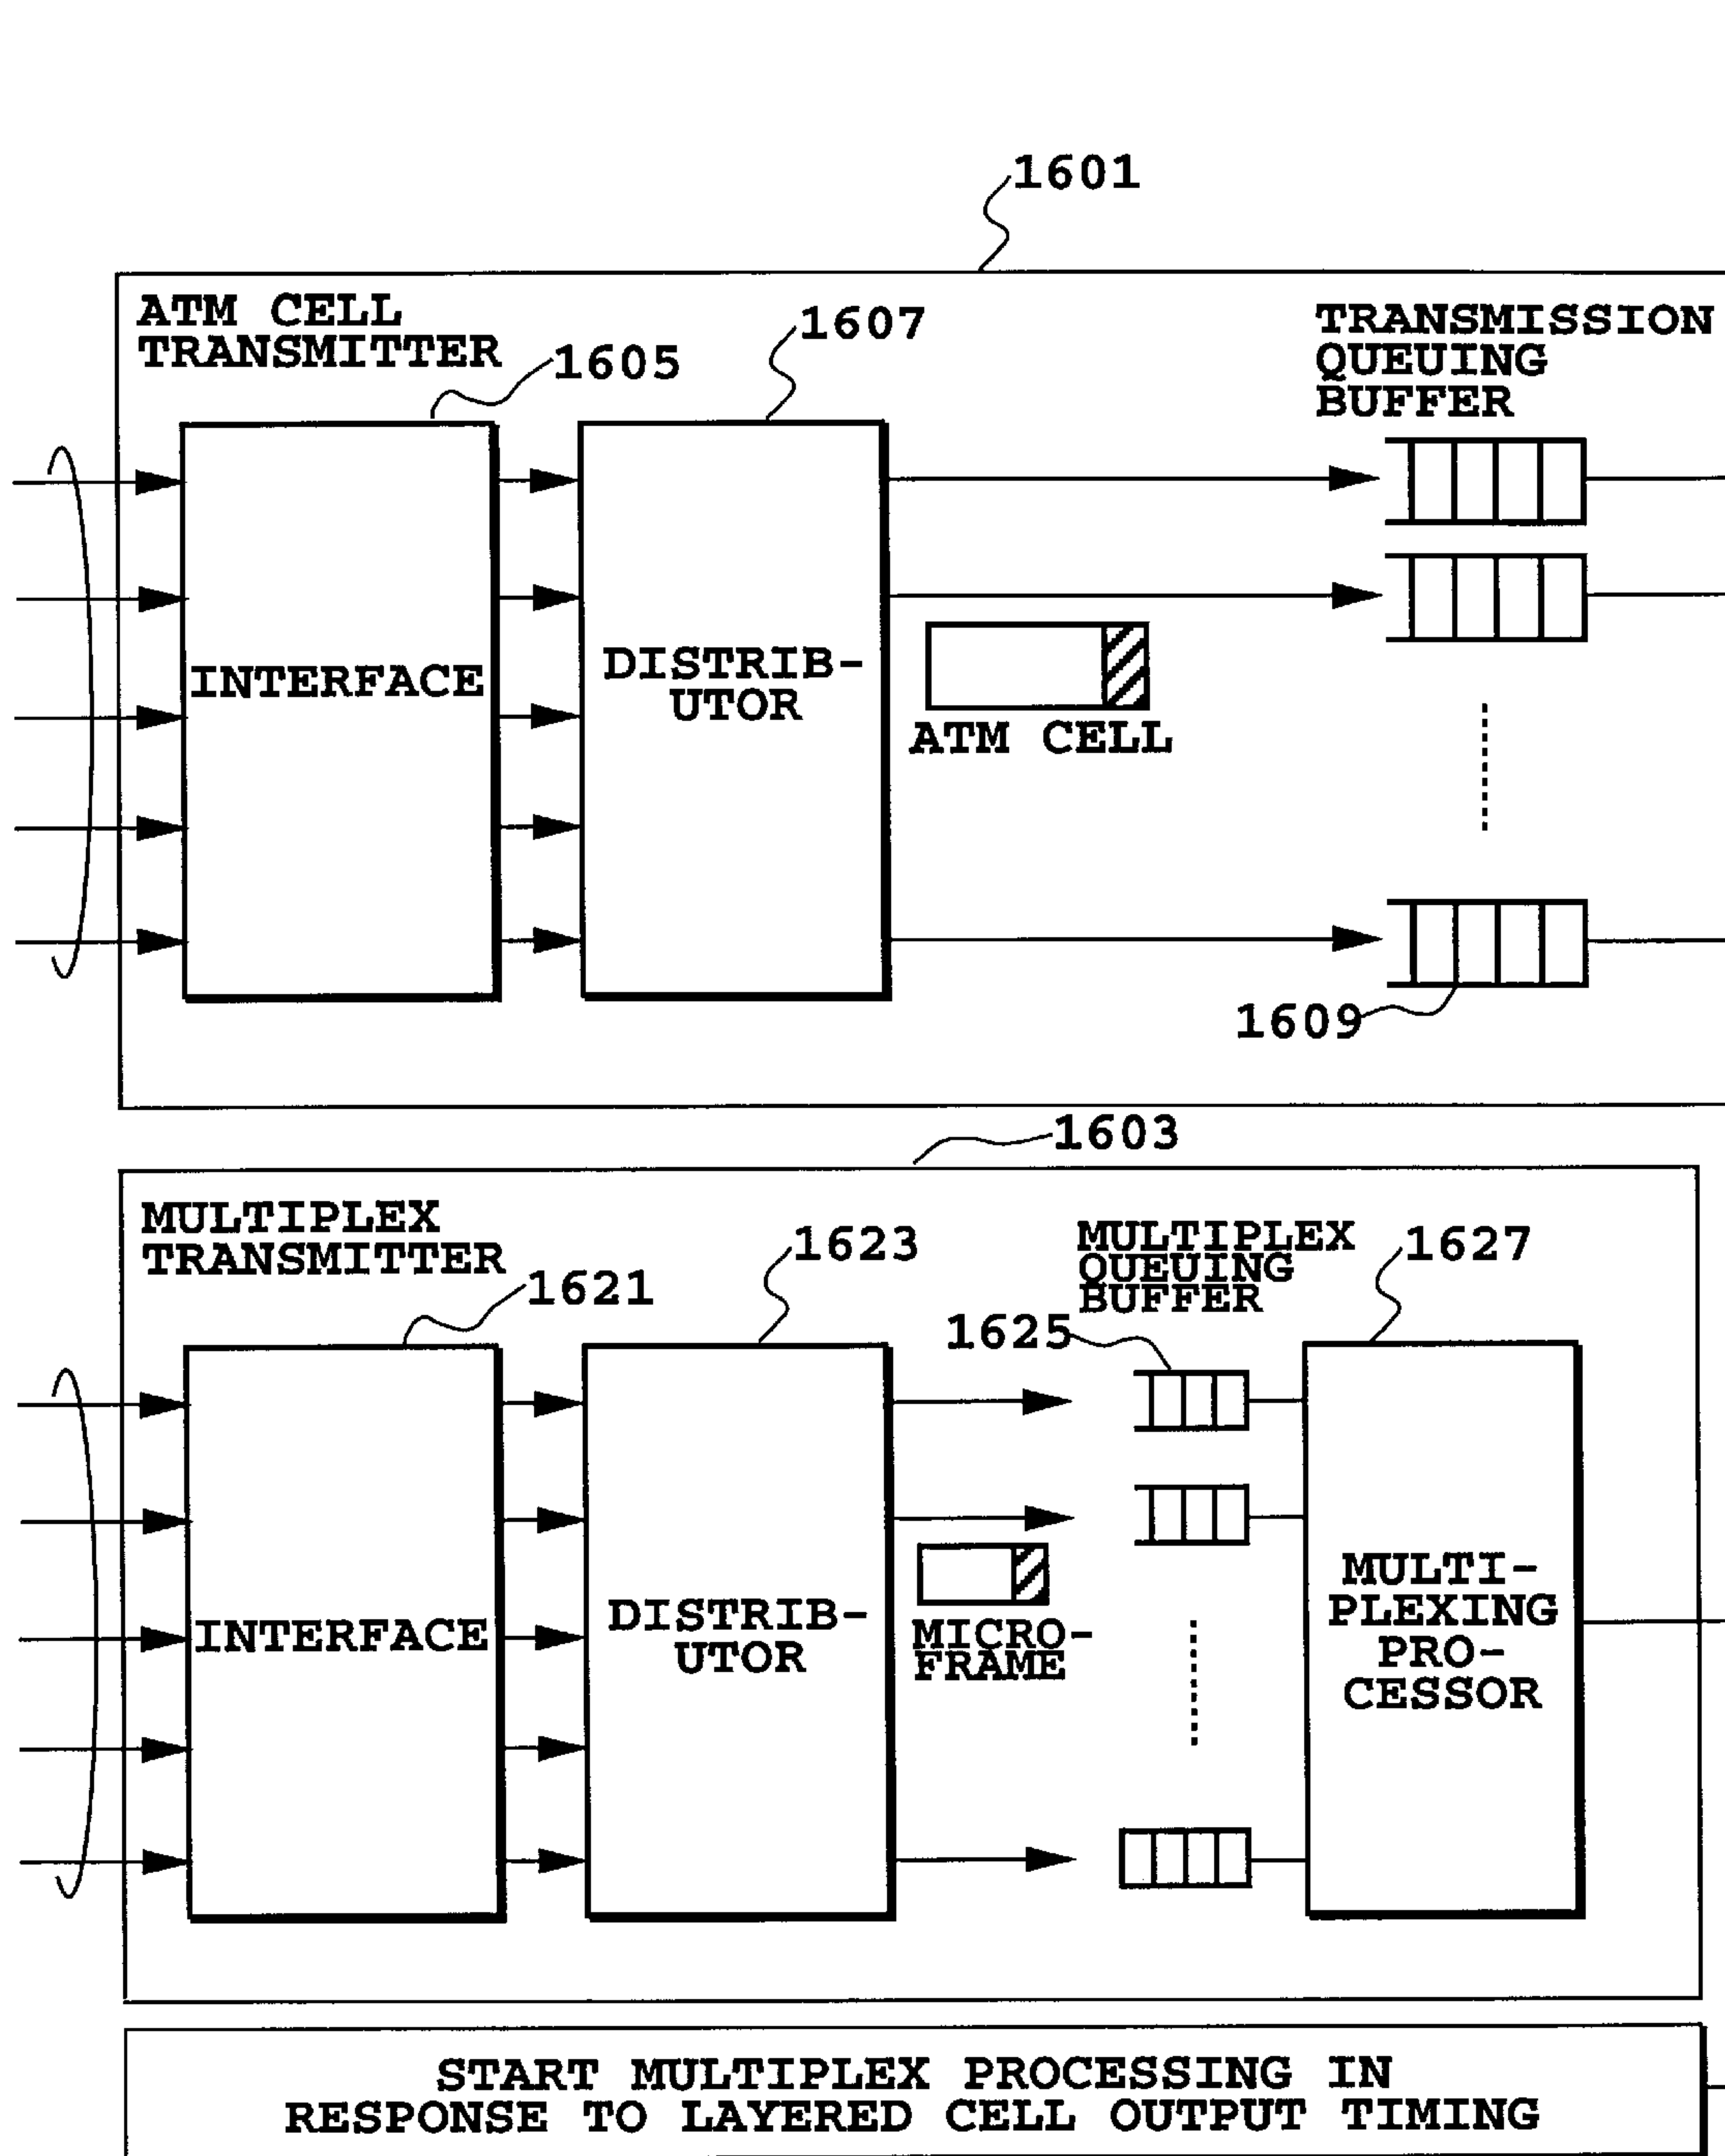 1601
ATM CELL
TRANSMITTER
1605
1607
TRANSMISSION
QUEUING
BUFFER
INTERFACE
DISTRIB-
UTOR
ATM CELL
1609
1603
MULTIPLEX
TRANSMITTER
1621
1623
MULTIPLEX
QUEUING
BUFFER
1625
1627
INTERFACE
DISTRIB-
UTOR
MICRO-
FRAME
MULTI-
PLEXING
PRO-
CESSOR
START MULTIPLEX PROCESSING IN
RESPONSE TO LAYERED CELL OUTPUT TIMING